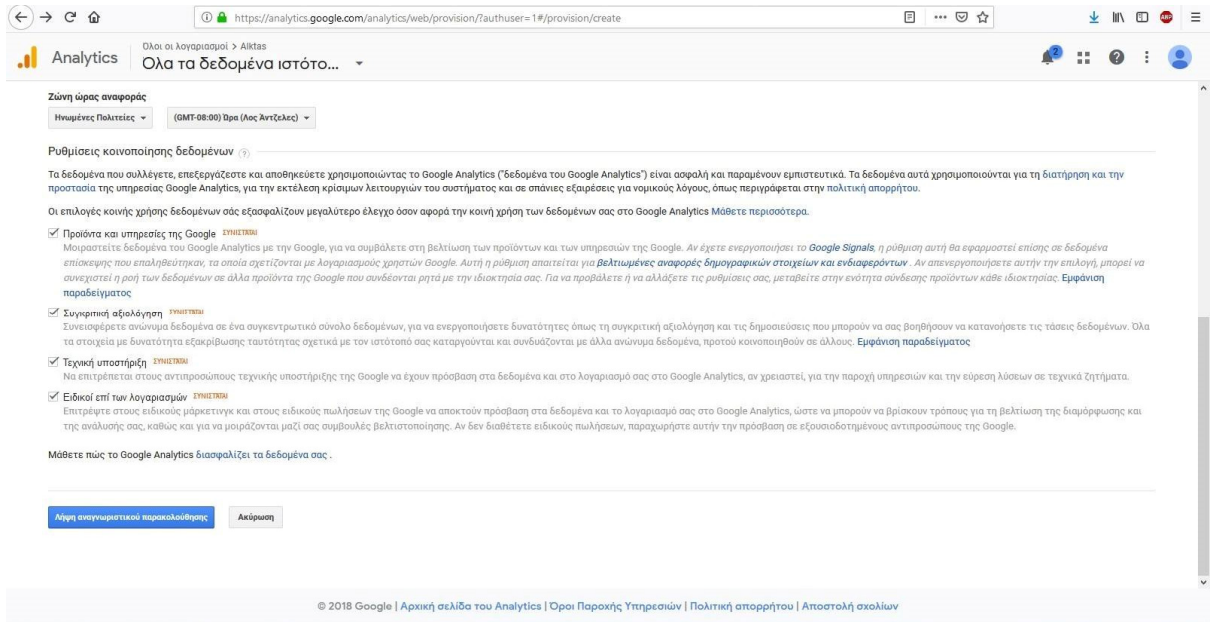 https://analytics.google.com/analytics/web/provision/?authuser=1#/provision/create
ABP
Analytics
Όλοι οι λογαριασμοί > Alktas
Όλα τα δεδομένα ιστότο...
2
Ζώνη ώρας αναφοράς
Ηνωμένες Πολιτείες
(GMT-08:00) Ώρα (Λος Άντζελες)
Ρυθμίσεις κοινοποίησης δεδομένων ?
Τα δεδομένα που συλλέγετε, επεξεργάζεστε και αποθηκεύετε χρησιμοποιώντας το Google Analytics ("δεδομένα του Google Analytics") είναι ασφαλή και παραμένουν εμπιστευτικά. Τα δεδομένα αυτά χρησιμοποιούνται για τη διατήρηση και την
προστασία της υπηρεσίας Google Analytics, για την εκτέλεση κρίσιμων λειτουργιών του συστήματος και σε σπάνιες εξαιρέσεις για νομικούς λόγους, όπως περιγράφεται στην πολιτική απορρήτου.
Οι επιλογές κοινής χρήσης δεδομένων σάς εξασφαλίζουν μεγαλύτερο έλεγχο όσον αφορά την κοινή χρήση των δεδομένων σας στο Google Analytics Μάθετε περισσότερα.
Προϊόντα και υπηρεσίες της Google ΣΥΝΙΣΤΑΤΑΙ
Μοιραστείτε δεδομένα του Google Analytics με την Google, για να συμβάλετε στη βελτίωση των προϊόντων και των υπηρεσιών της Google. Αν έχετε ενεργοποιήσει το Google Signals, η ρύθμιση αυτή θα εφαρμοστεί επίσης σε δεδομένα
επίσκεψης που επαληθεύτηκαν, τα οποία σχετίζονται με λογαριασμούς χρηστών Google. Αυτή η ρύθμιση απαιτείται για βελτιωμένες αναφορές δημογραφικών στοιχείων και ενδιαφερόντων . Αν απενεργοποιήσετε αυτήν την επιλογή, μπορεί να
συνεχιστεί η ροή των δεδομένων σε άλλα προϊόντα της Google που συνδέονται ρητά με την ιδιοκτησία σας. Για να προβάλετε ή να αλλάξετε τις ρυθμίσεις σας, μεταβείτε στην ενότητα σύνδεσης προϊόντων κάθε ιδιοκτησίας. Εμφάνιση
παραδείγματος
Συγκριτική αξιολόγηση ΣΥΝΙΣΤΑΤΑΙ
Συνεισφέρετε ανώνυμα δεδομένα σε ένα συγκεντρωτικό σύνολο δεδομένων, για να ενεργοποιήσετε δυνατότητες όπως τη συγκριτική αξιολόγηση και τις δημοσιεύσεις που μπορούν να σας βοηθήσουν να κατανοήσετε τις τάσεις δεδομένων. Όλα
τα στοιχεία με δυνατότητα εξακρίβωσης ταυτότητας σχετικά με τον ιστότοπό σας καταργούνται και συνδυάζονται με άλλα ανώνυμα δεδομένα, προτού κοινοποιηθούν σε άλλους. Εμφάνιση παραδείγματος
Τεχνική υποστήριξη ΣΥΝΙΣΤΑΤΑΙ
Να επιτρέπεται στους αντιπροσώπους τεχνικής υποστήριξης της Google να έχουν πρόσβαση στα δεδομένα και στο λογαριασμό σας στο Google Analytics, αν χρειαστεί, για την παροχή υπηρεσιών και την εύρεση λύσεων σε τεχνικά ζητήματα.
Ειδικοί επί των λογαριασμών ΣΥΝΙΣΤΑΤΑΙ
Επιτρέψτε στους ειδικούς μάρκετινγκ και στους ειδικούς πωλήσεων της Google να αποκτούν πρόσβαση στα δεδομένα και το λογαριασμό σας στο Google Analytics, ώστε να μπορούν να βρίσκουν τρόπους για τη βελτίωση της διαμόρφωσης και
της ανάλυσής σας, καθώς και για να μοιράζονται μαζί σας συμβουλές βελτιστοποίησης. Αν δεν διαθέτετε ειδικούς πωλήσεων, παραχωρήστε αυτήν την πρόσβαση σε εξουσιοδοτημένους αντιπροσώπους της Google.
Μάθετε πώς το Google Analytics διασφαλίζει τα δεδομένα σας .
Λήψη αναγνωριστικού παρακολούθησης
Ακύρωση
© 2018 Google | Αρχική σελίδα του Analytics | Όροι Παροχής Υπηρεσιών | Πολιτική απορρήτου | Αποστολή σχολίων